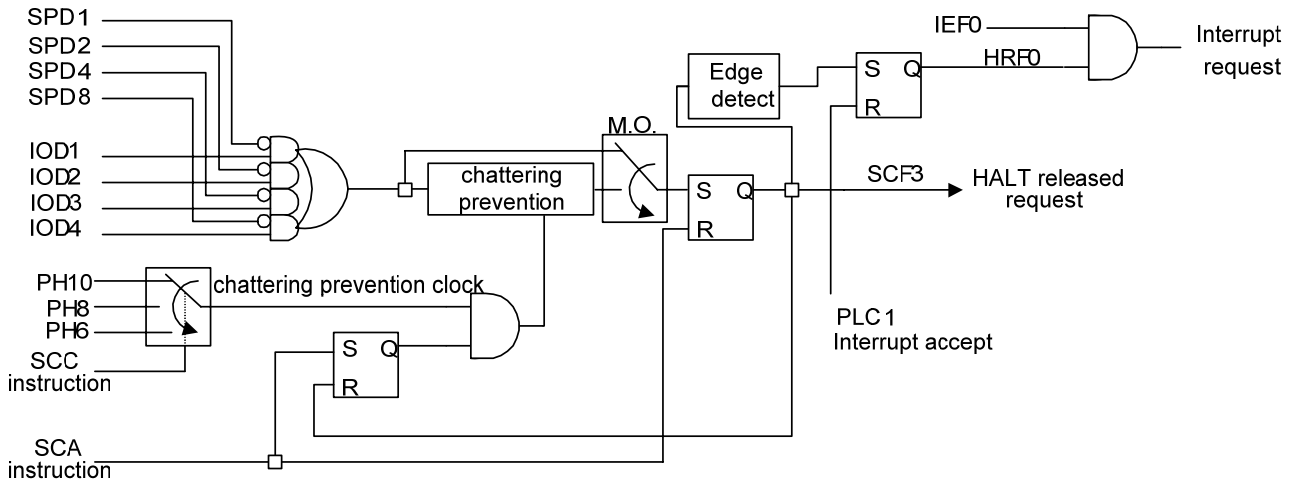 SPD1
SPD2
SPD4
SPD8
IOD1
IOD2
IOD3
IOD4
PH10
PH8
PH6
SCC
instruction
SCA
instruction
chattering prevention clock
S Q
R
chattering
prevention
M.O.
S Q
R
Edge
detect
S Q
R
IEF0
HRF0
Interrupt
request
SCF3
HALT released
request
PLC1
Interrupt accept